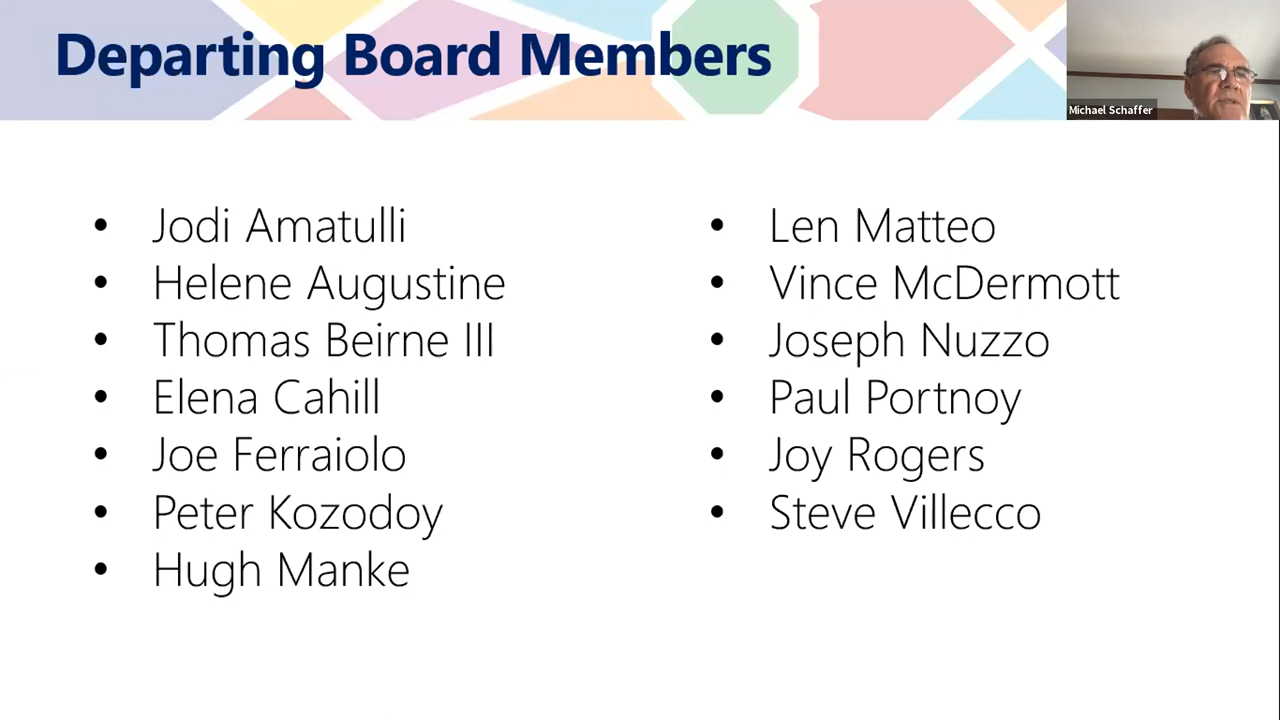 Departing Board Members
Michael Schaffer
• Jodi Amatulli
• Helene Augustine
• Thomas Beirne III
• Elena Cahill
• Joe Ferraiolo
• Peter Kozodoy
• Hugh Manke
• Len Matteo
• Vince McDermott
• Joseph Nuzzo
• Paul Portnoy
• Joy Rogers
• Steve Villecco